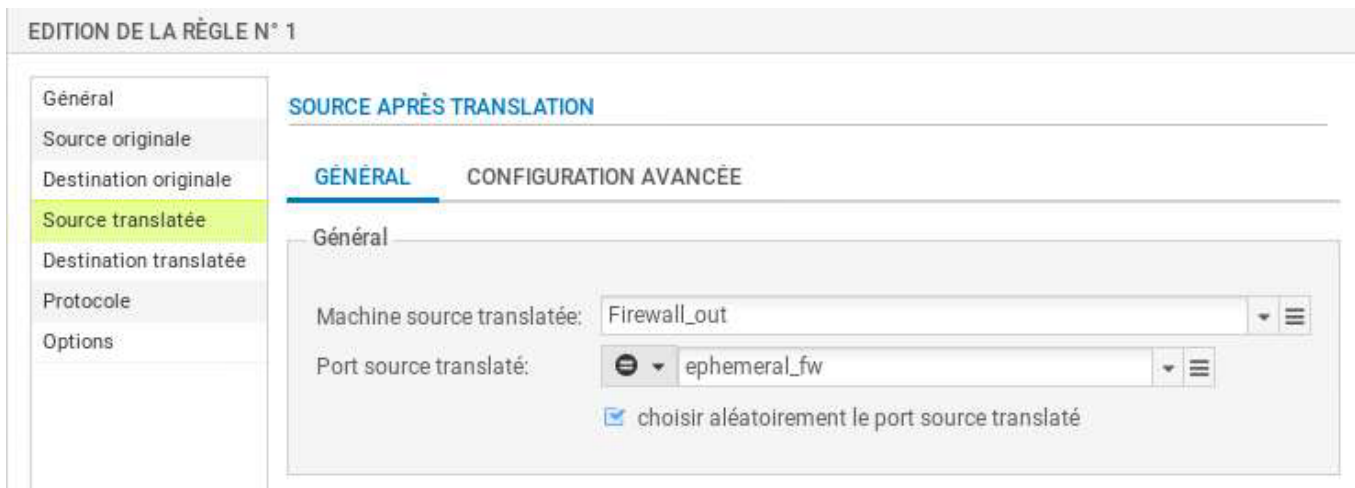 EDITION DE LA RÈGLE N° 1
Général
Source originale
Destination originale
Source translatée
Destination translatée
Protocole
Options
SOURCE APRÈS TRANSLATION
GÉNÉRAL CONFIGURATION AVANCÉE
Général
Machine source translatée: Firewall_out
Port source translaté: ephemeral_fw
choisir aléatoirement le port source translaté